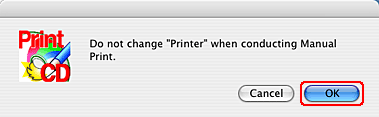 Print
CD
Do not change "Printer" when conducting Manual
Print.
Cancel
OK